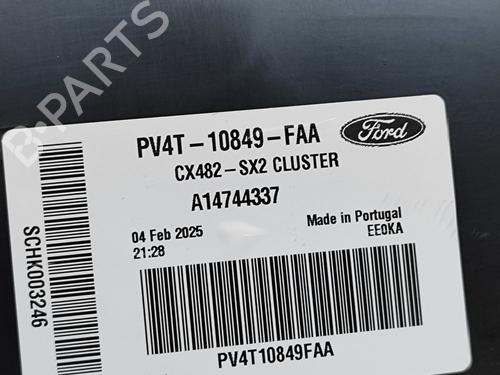 B-PARTS
PV4T-10849-FAA
Ford
CX482-SX2 CLUSTER
A14744337
04 Feb 2025
21:28
Made in Portugal
EE0KA
SCHK003246
PV4T10849FAA